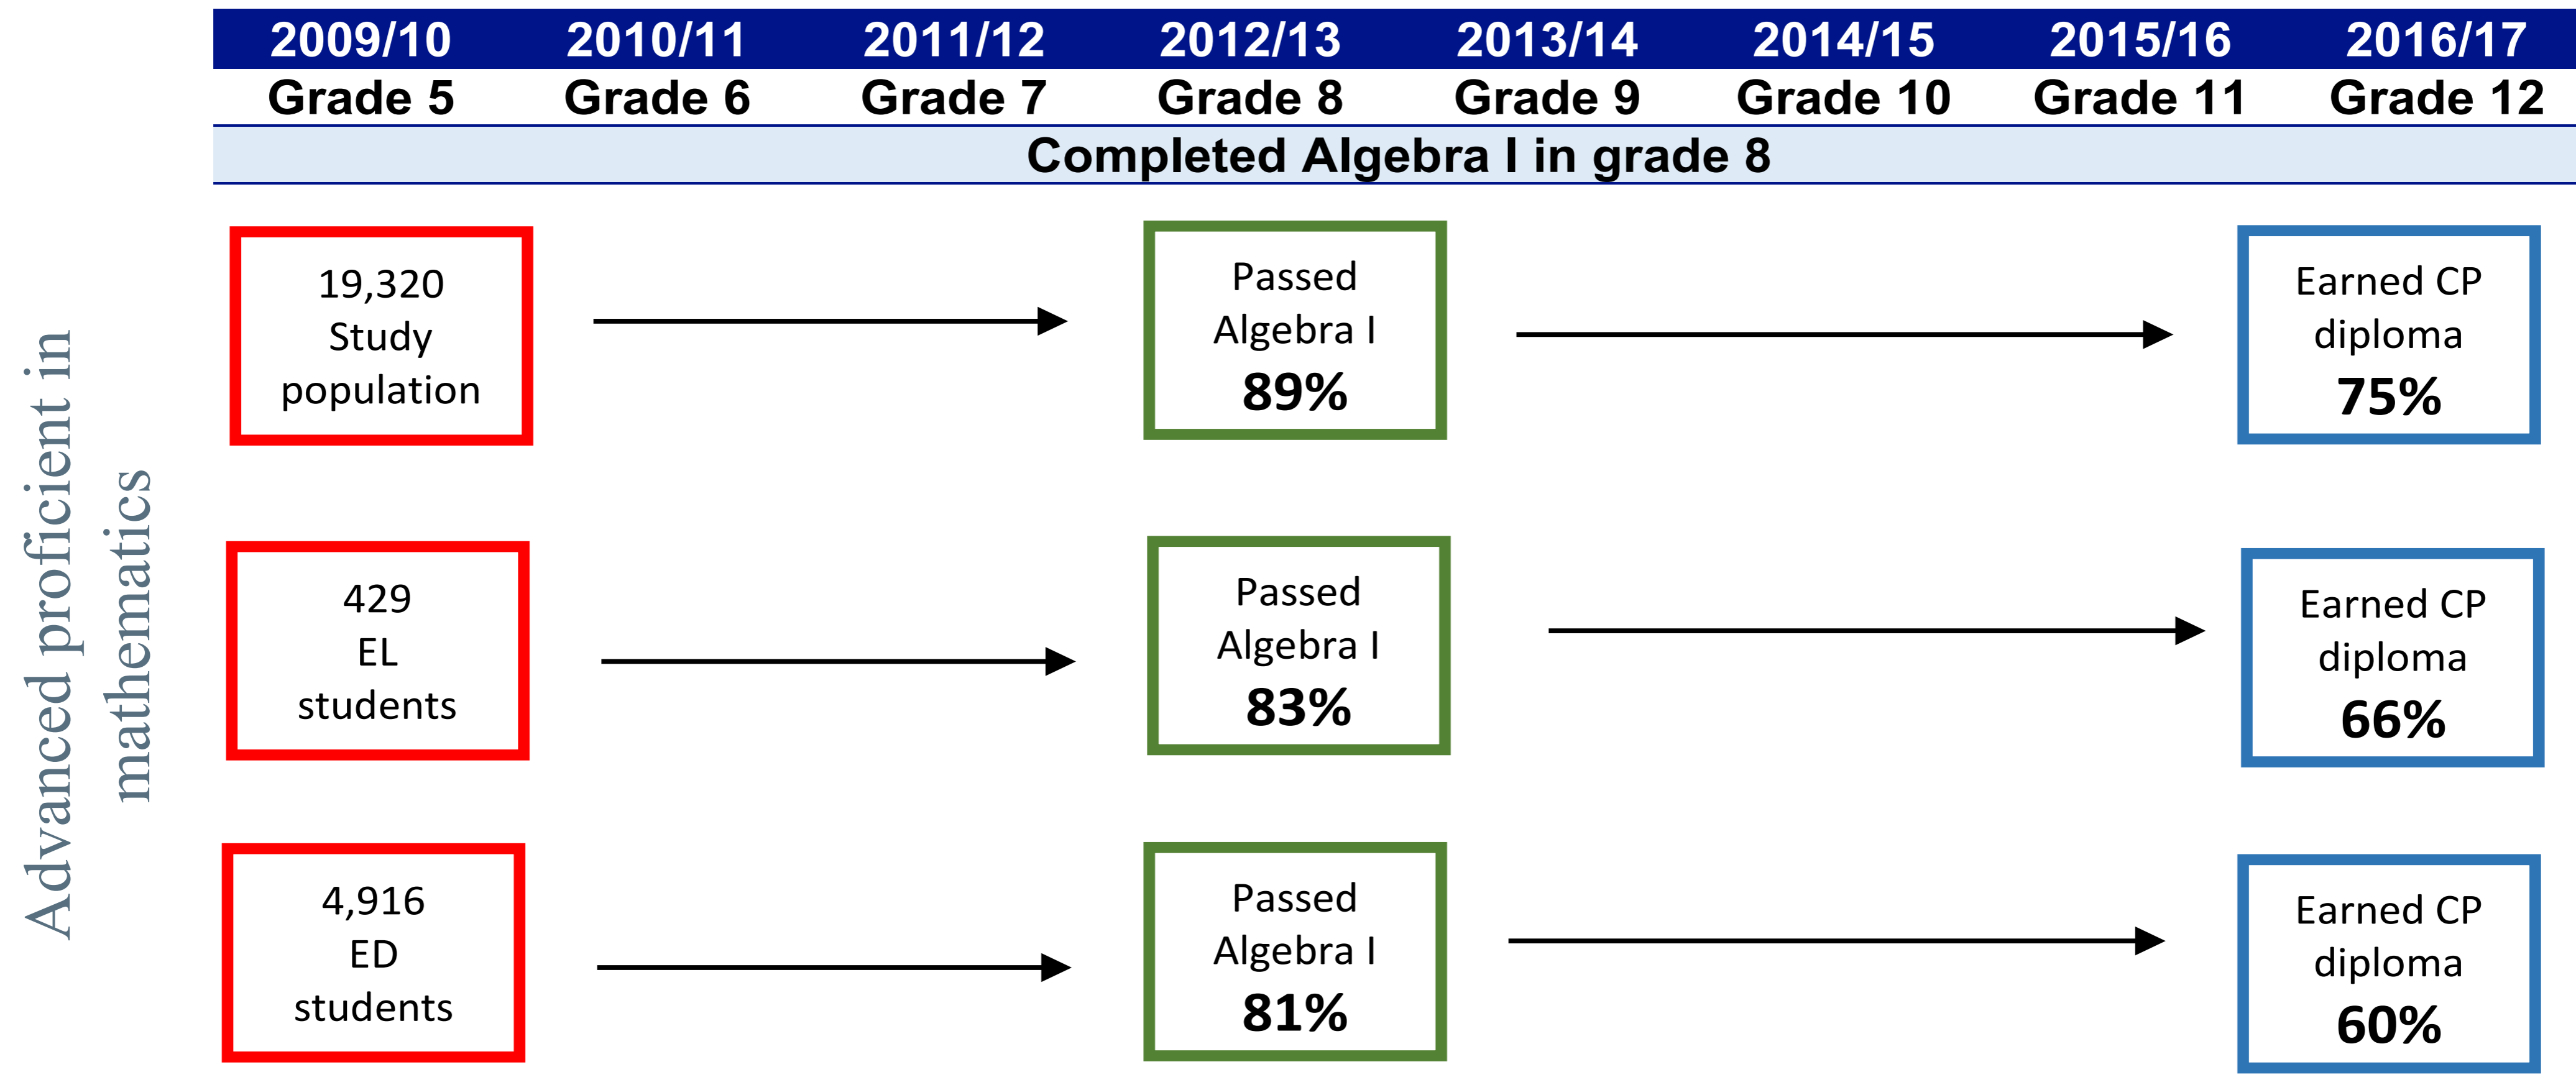 2009/10 2010/11 2011/12 2012/13 2013/14 2014/15 2015/16 2016/17
Grade 5 Grade 6 Grade 7 Grade 8 Grade 9 Grade 10 Grade 11 Grade 12
Completed Algebra I in grade 8
Advanced proficient in
mathematics
19,320
Study
population
Passed
Algebra I
89%
Earned CP
diploma
75%
429
EL
students
Passed
Algebra I
83%
Earned CP
diploma
66%
4,916
ED
students
Passed
Algebra I
81%
Earned CP
diploma
60%